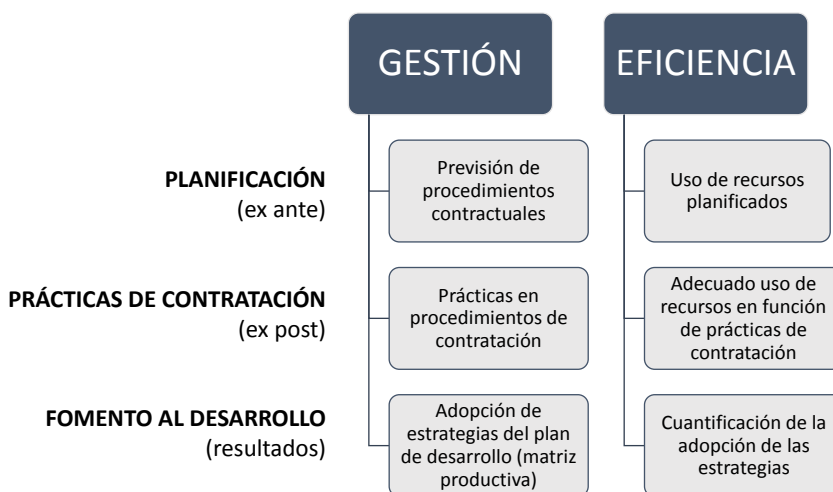 GESTIÓN
EFICIENCIA
PLANIFICACIÓN
(ex ante)
Previsión de
procedimientos
contractuales
Uso de recursos
planificados
PRÁCTICAS DE CONTRATACIÓN
(ex post)
Prácticas en
procedimientos de
contratación
Adecuado uso de
recursos en función
de prácticas de
contratación
FOMENTO AL DESARROLLO
(resultados)
Adopción de
estrategias del plan
de desarrollo (matriz
productiva)
Cuantificación de la
adopción de las
estrategias